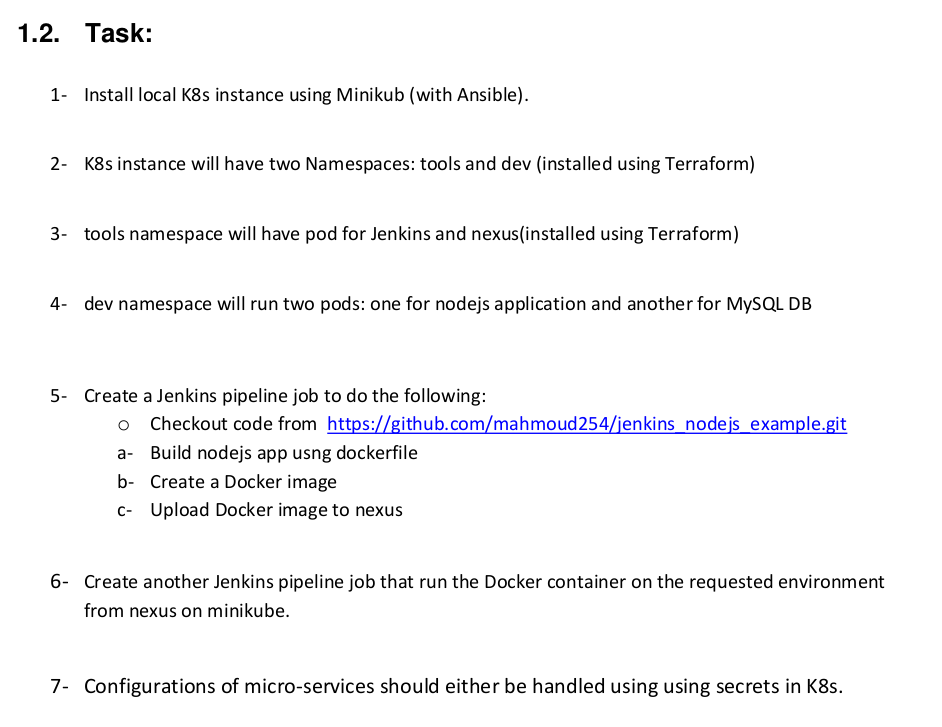 1.2. Task:
1- Install local K8s instance using Minikub (with Ansible).
2- K8s instance will have two Namespaces: tools and dev (installed using Terraform)
3- tools namespace will have pod for Jenkins and nexus(installed using Terraform)
4- dev namespace will run two pods: one for nodejs application and another for MySQL DB
5- Create a Jenkins pipeline job to do the following:
o Checkout code from https://github.com/mahmoud254/jenkins_nodejs_example.git
a- Build nodejs app usng dockerfile
b- Create a Docker image
c- Upload Docker image to nexus
6- Create another Jenkins pipeline job that run the Docker container on the requested environment
from nexus on minikube.
7- Configurations of micro-services should either be handled using using secrets in K8s.